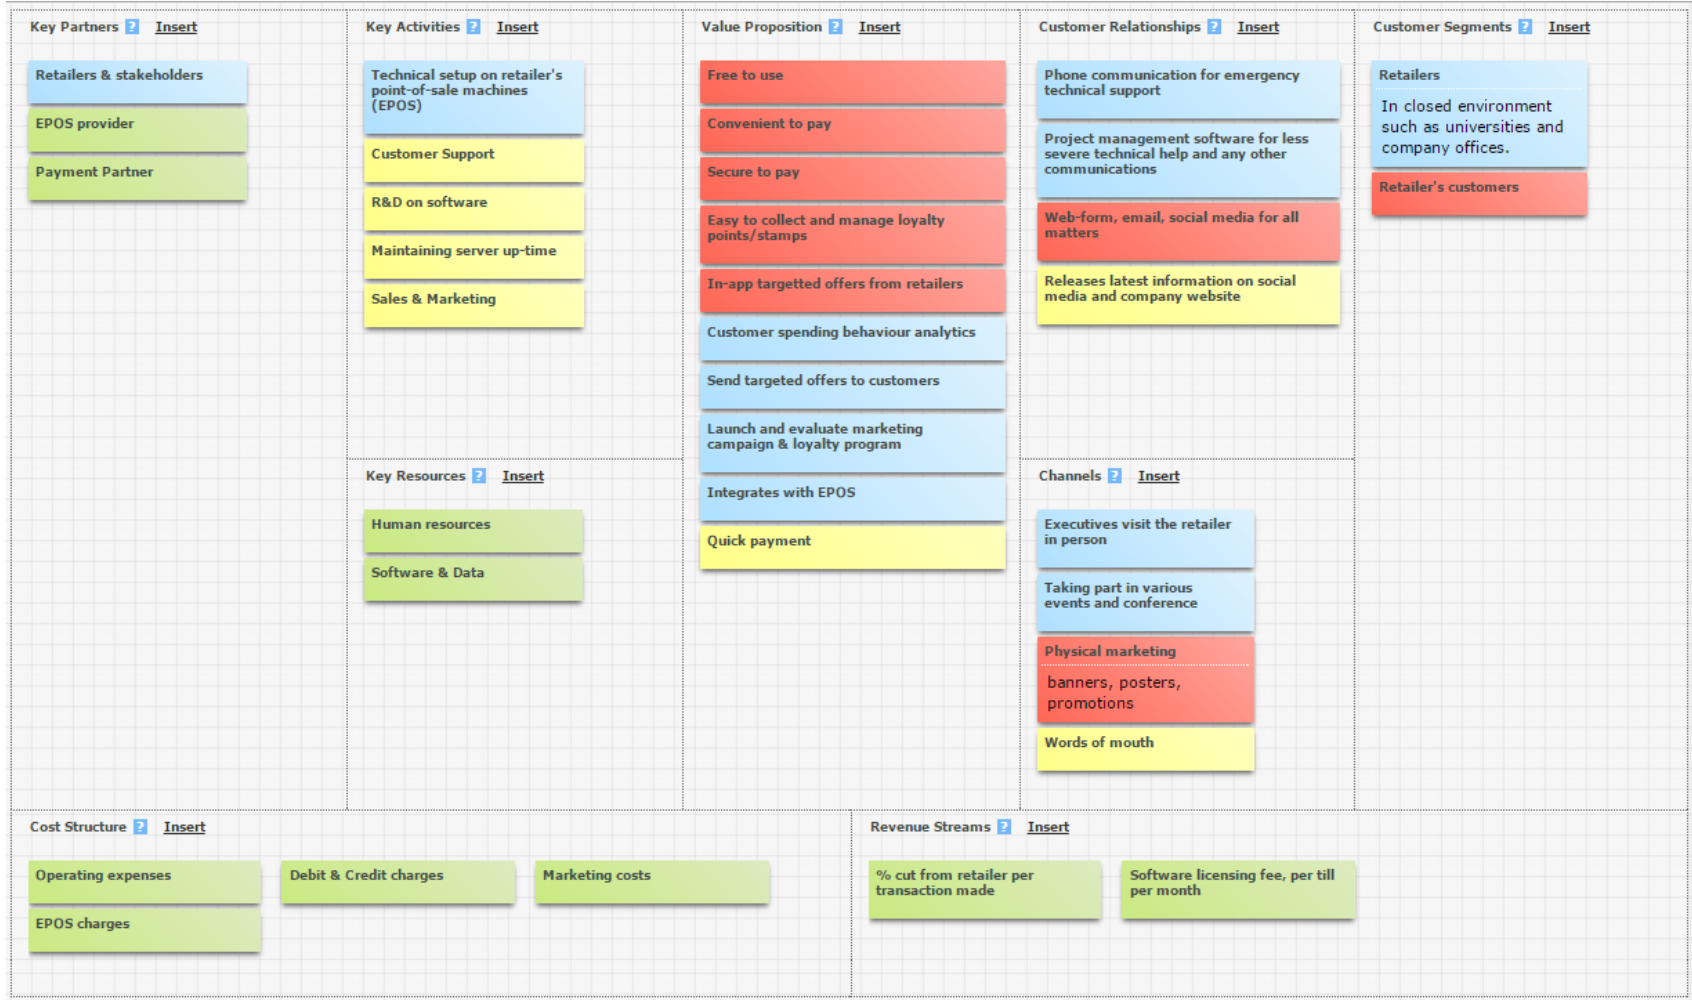 Key Partners ? Insert
Retailers & stakeholders
EPOS provider
Payment Partner
Key Activities ? Insert
Technical setup on retailer's
point-of-sale machines
(EPOS)
Customer Support
R&D on software
Maintaining server up-time
Sales & Marketing
Key Resources ? Insert
Human resources
Software & Data
Value Proposition ? Insert
Free to use
Convenient to pay
Secure to pay
Easy to collect and manage loyalty
points/stamps
In-app targetted offers from retailers
Customer spending behaviour analytics
Send targeted offers to customers
Launch and evaluate marketing
campaign & loyalty program
Integrates with EPOS
Quick payment
Customer Relationships ? Insert
Phone communication for emergency
technical support
Project management software for less
severe technical help and any other
communications
Web-form, email, social media for all
matters
Releases latest information on social
media and company website
Channels ? Insert
Executives visit the retailer
in person
Taking part in various
events and conference
Physical marketing
banners, posters,
promotions
Words of mouth
Customer Segments ? Insert
Retailers
In closed environment
such as universities and
company offices.
Retailer's customers
Cost Structure ? Insert
Operating expenses
Debit & Credit charges
Marketing costs
EPOS charges
Revenue Streams ? Insert
% cut from retailer per
transaction made
Software licensing fee, per till
per month